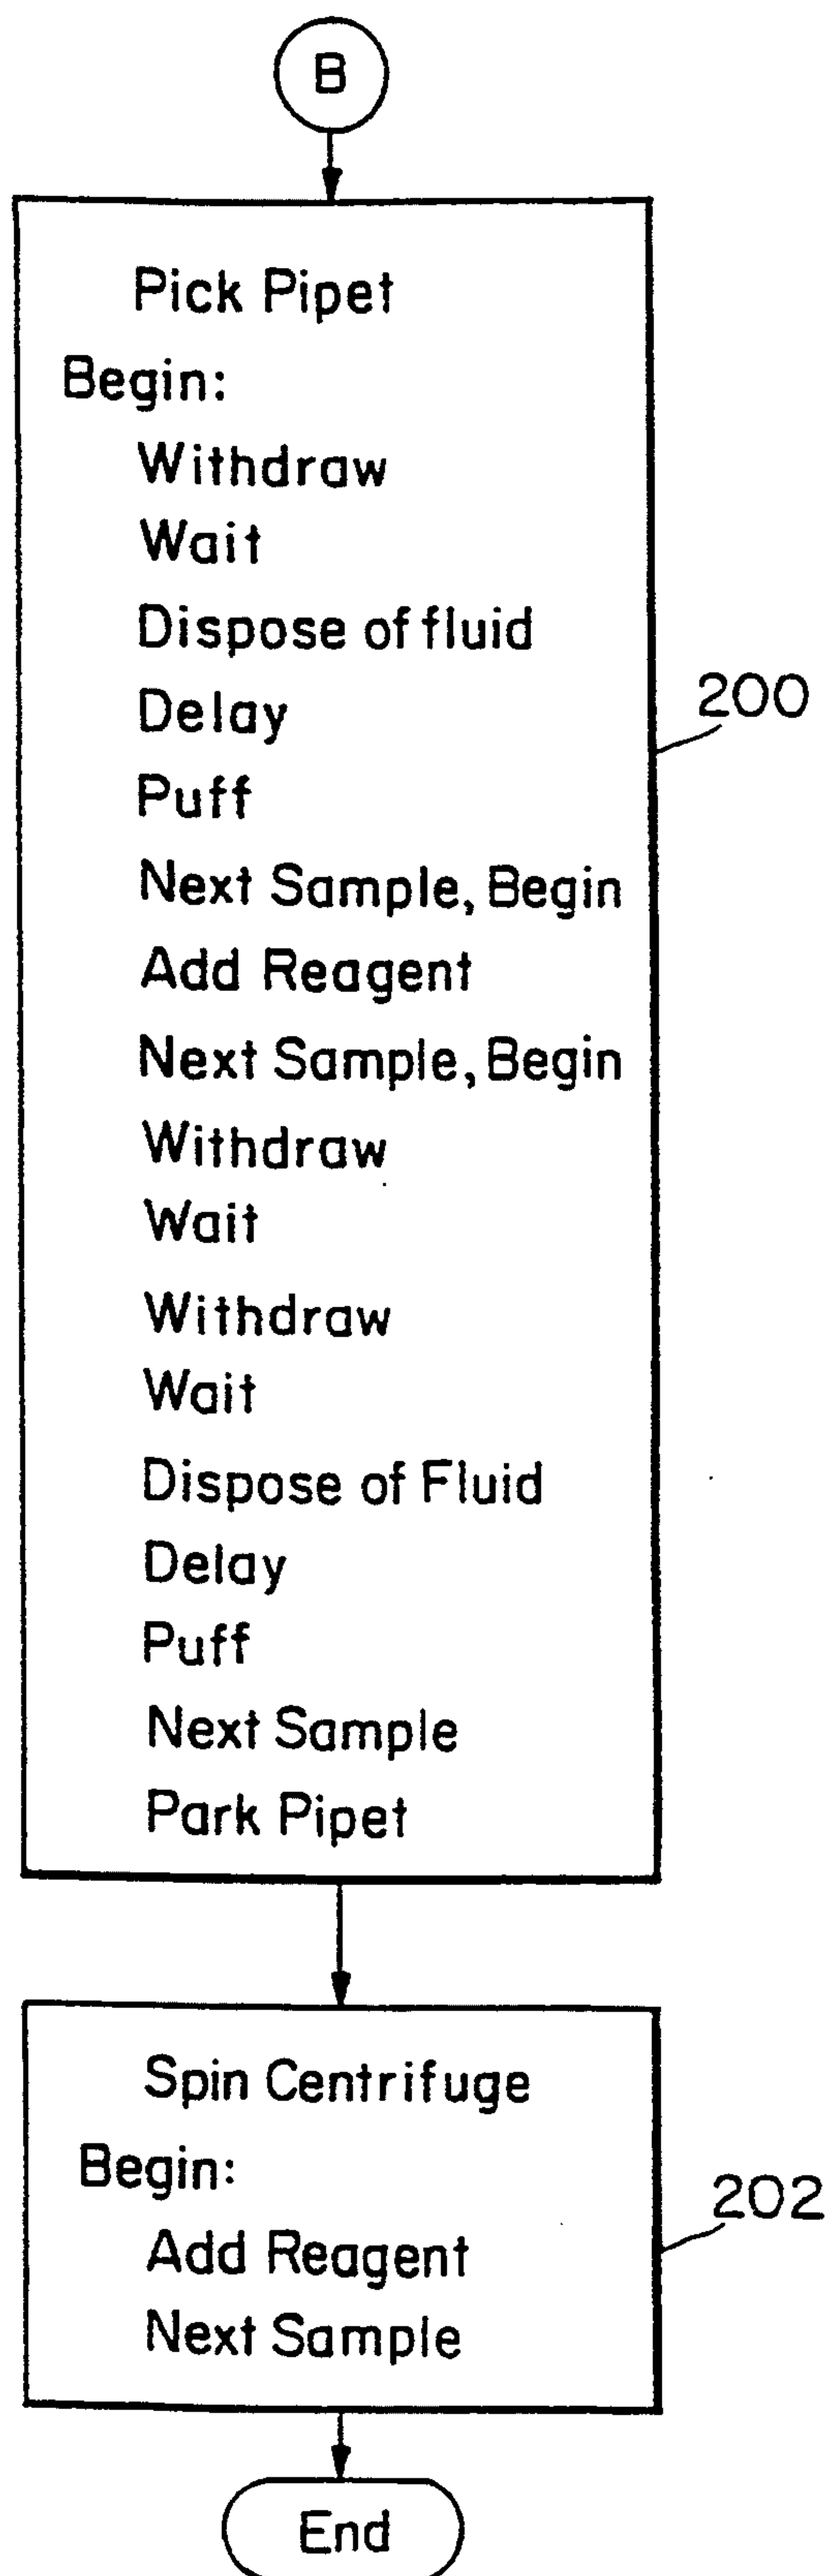 B
Pick Pipet
Begin:
Withdraw
Wait
Dispose of fluid
Delay
200
Puff
Next Sample, Begin
Add Reagent
Next Sample, Begin
Withdraw
Wait
Withdraw
Wait
Dispose of Fluid
Delay
Puff
Next Sample
Park Pipet
Spin Centrifuge
Begin:
202
Add Reagent
Next Sample
End